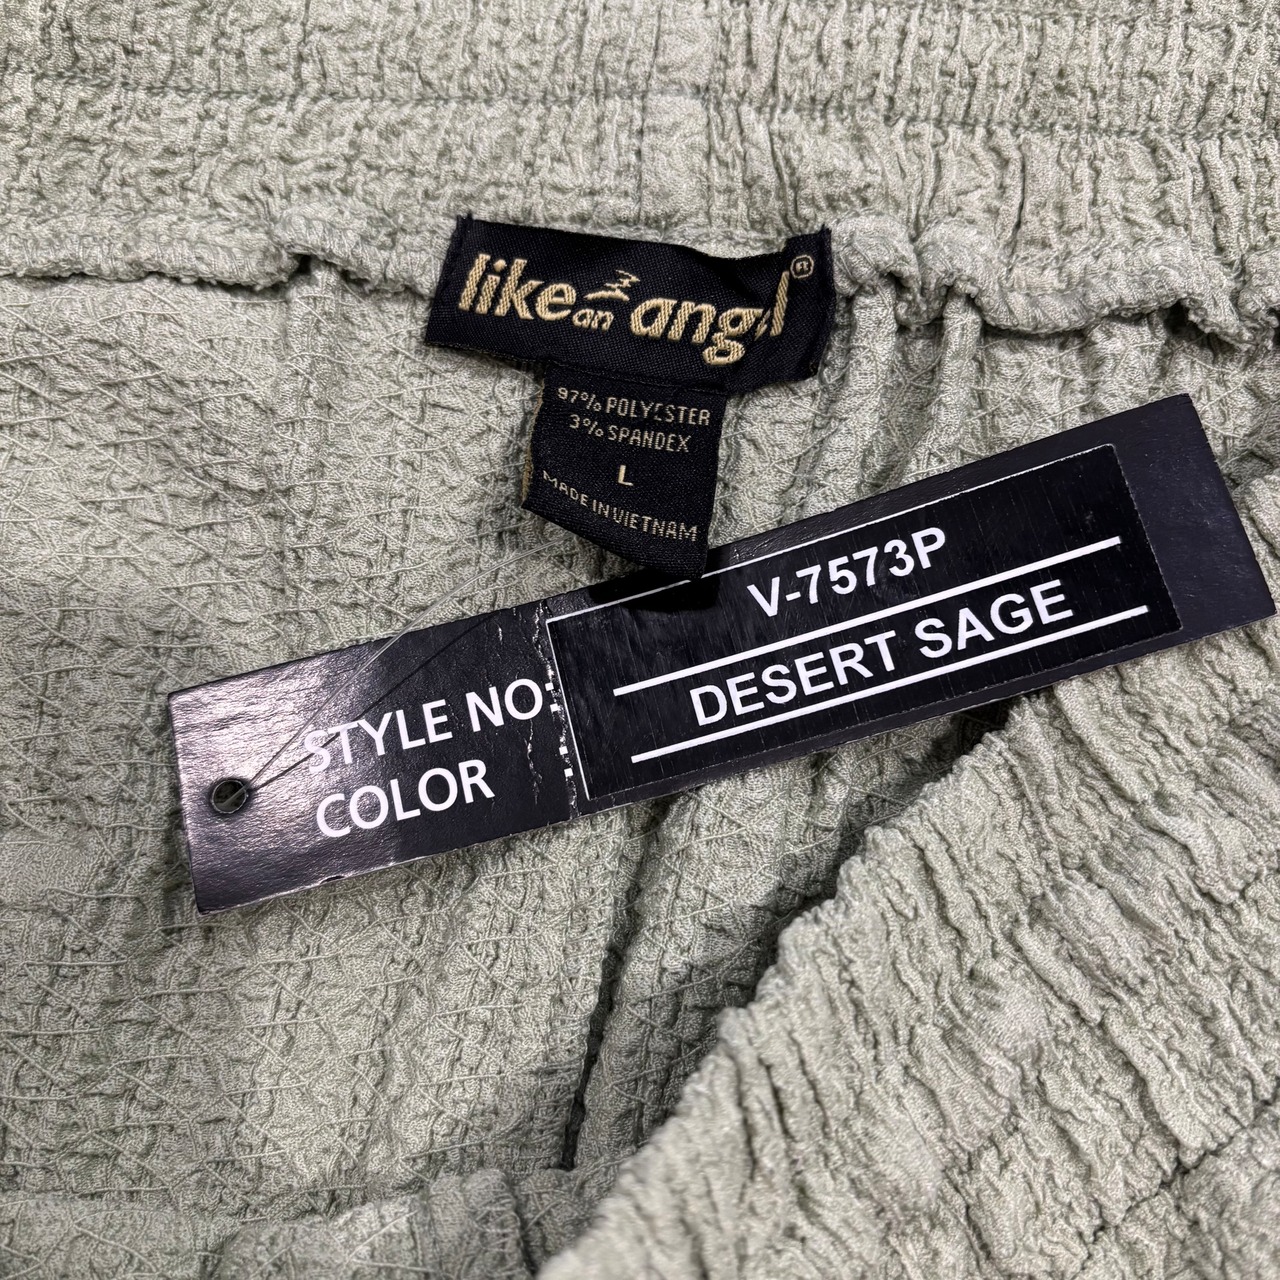 like an angel ®
97% POLYESTER
3% SPANDEX
L
MADE IN VIETNAM
STYLE NO: V-7573P
COLOR : DESERT SAGE